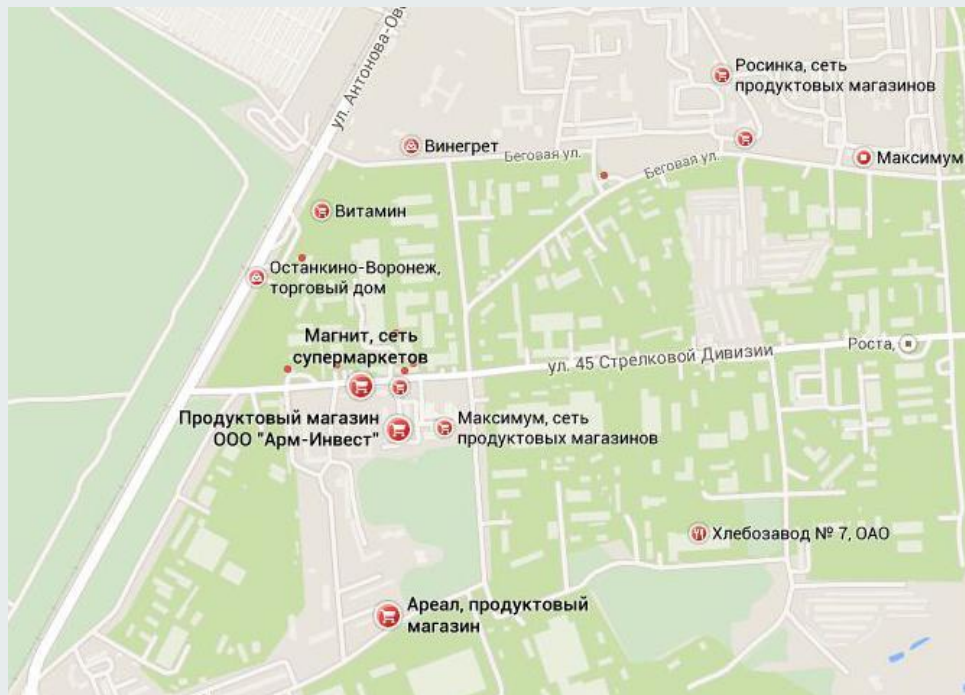 ул. Антонова-Овс
Росинка, сеть
продуктовых магазинов
Винегрет
Беговая ул.
Беговая ул.
Максимум
Витамин
Останкино-Воронеж,
торговый дом
Магнит, сеть
супермаркетов
ул. 45 Стрелковой Дивизии
Роста,
Продуктовый магазин
ООО "Арм-Инвест"
Максимум, сеть
продуктовых магазинов
Хлебозавод № 7, ОАО
Ареал, продуктовый
магазин